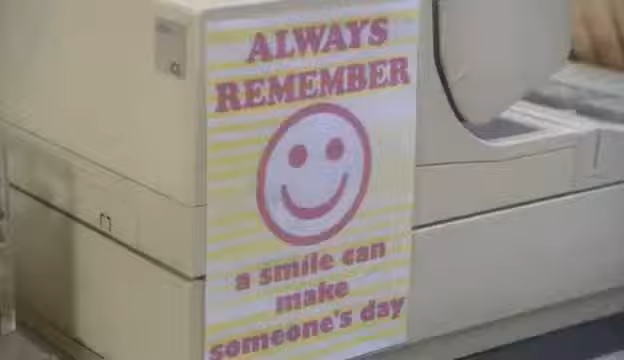 ALWAYS
REMEMBER
a smile can
make
someone's day